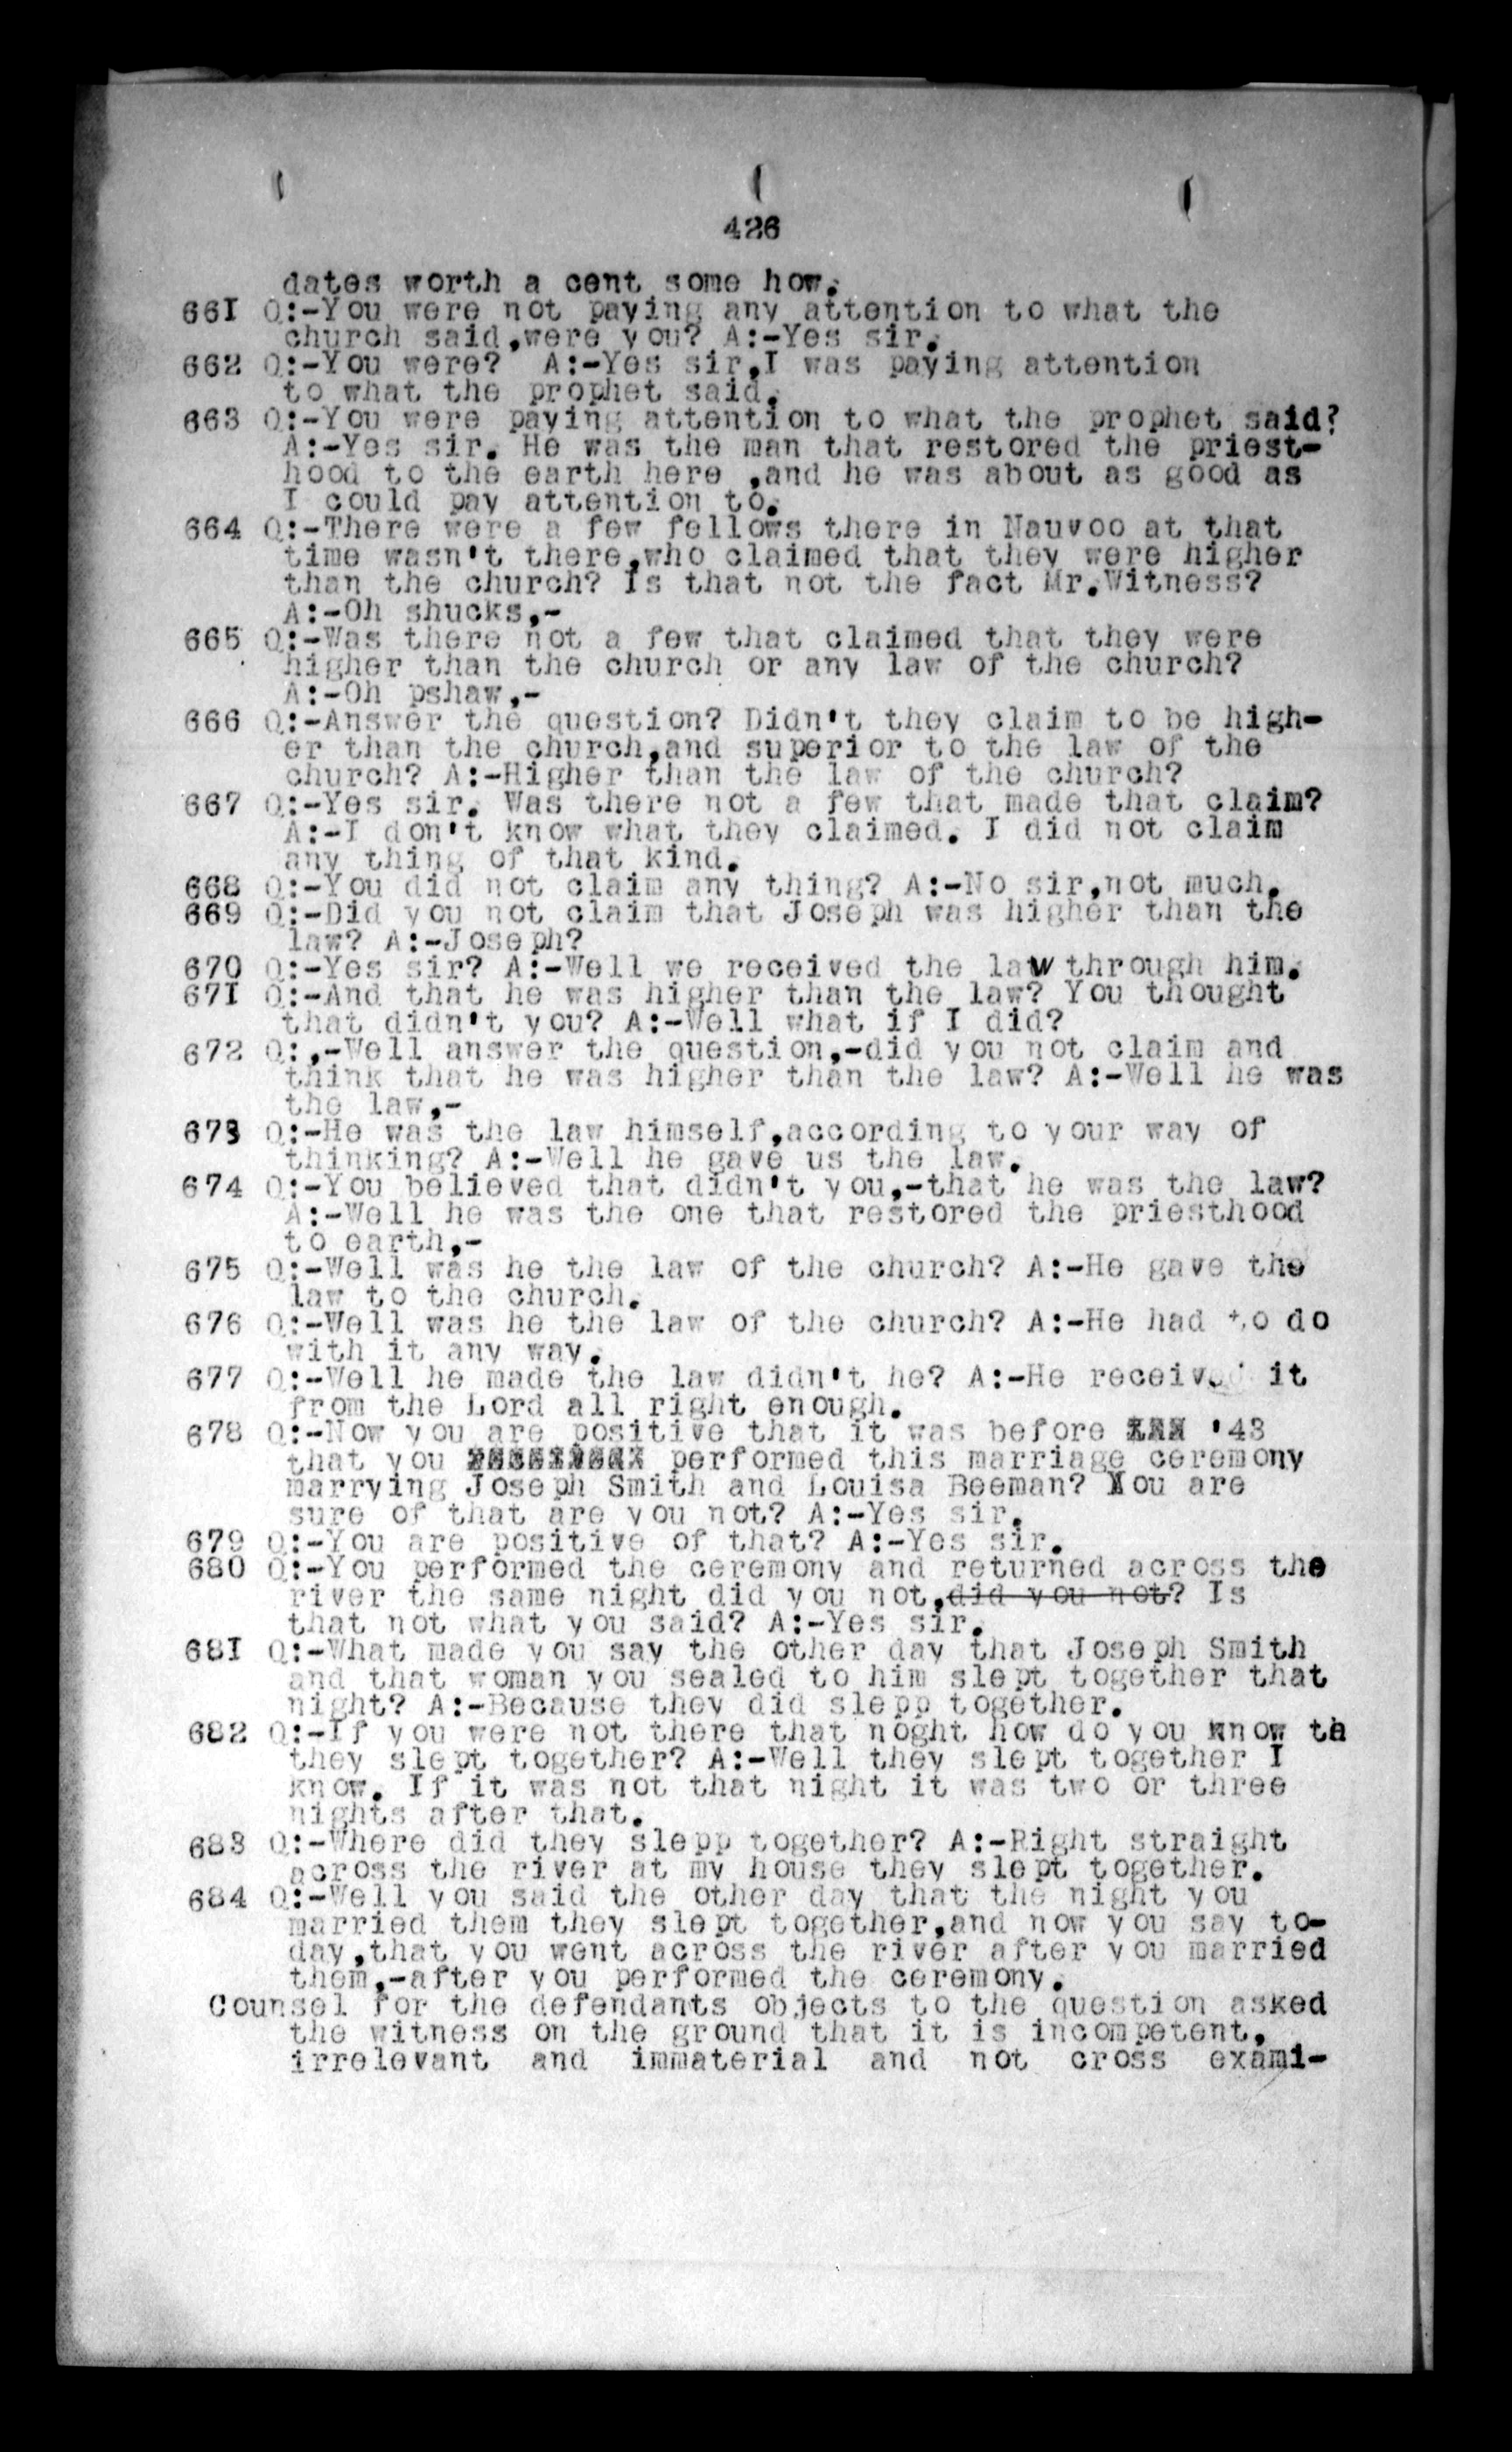 426
dates worth a cent some how.
661 Q:-You were not paying any attention to what the
church said,were you? A:-Yes sir.
662 Q:-You were? A:-Yes sir,I was paying attention
to what the prophet said.
663 Q:-You were paying attention to what the prophet said?
A:-Yes sir. He was the man that restored the priest-
hood to the earth here ,and he was about as good as
I could pay attention to.
664 Q:-There were a few fellows there in Nauvoo at that
time wasn't there,who claimed that they were higher
than the church? Is that not the fact Mr.Witness?
A:-Oh shucks,-
665 Q:-Was there not a few that claimed that they were
higher than the church or any law of the church?
A:-Oh pshaw,-
666 Q:-Answer the question? Didn't they claim to be high-
er than the church,and superior to the law of the
church? A:-Higher than the law of the church?
667 Q:-Yes sir. Was there not a few that made that claim?
A:-I don't know what they claimed. I did not claim
any thing of that kind.
668 Q:-You did not claim any thing? A:-No sir,not much.
669 Q:-Did you not claim that Joseph was higher than the
law? A:-Joseph?
670 Q:-Yes sir? A:-Well we received the law through him.
671 Q:-And that he was higher than the law? You thought
that didn't you? A:-Well what if I did?
672 Q:,-Well answer the question,-did you not claim and
think that he was higher than the law? A:-Well he was
the law,-
673 Q:-He was the law himself,according to your way of
thinking? A:-Well he gave us the law.
674 Q:-You believed that didn't you,-that he was the law?
A:-Well he was the one that restored the priesthood
to earth,-
675 Q:-Well was he the law of the church? A:-He gave the
law to the church.
676 Q:-Well was he the law of the church? A:-He had to do
with it any way.
677 Q:-Well he made the law didn't he? A:-He received it
from the Lord all right enough.
678 Q:-Now you are positive that it was before '43
that you performed this marriage ceremony
marrying Joseph Smith and Louisa Beeman? You are
sure of that are you not? A:-Yes sir.
679 Q:-You are positive of that? A:-Yes sir.
680 Q:-You performed the ceremony and returned across the
river the same night did you not,did you not? Is
that not what you said? A:-Yes sir.
681 Q:-What made you say the other day that Joseph Smith
and that woman you sealed to him slept together that
night? A:-Because they did slepp together.
682 Q:-If you were not there that noght how do you know ta
they slept together? A:-Well they slept together I
know. If it was not that night it was two or three
nights after that.
683 Q:-Where did they slepp together? A:-Right straight
across the river at my house they slept together.
684 Q:-Well you said the other day that the night you
married them they slept together,and now you say to-
day,that you went across the river after you married
them,-after you performed the ceremony.
Counsel for the defendants objects to the question asked
the witness on the ground that it is incompetent,
irrelevant and immaterial and not cross exami-